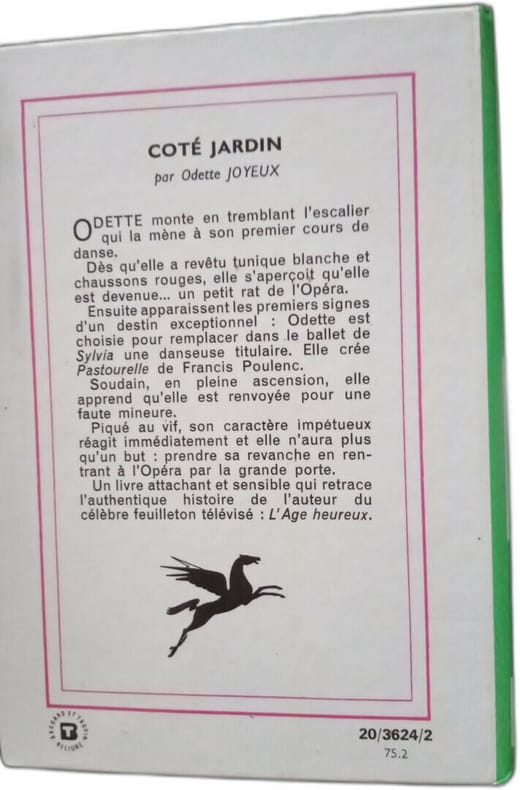 COTÉ JARDIN
par Odette JOYEUX
ODETTE monte en tremblant l'escalier
qui la mène à son premier cours de
danse.
Dès qu'elle a revêtu tunique blanche et
chaussons rouges, elle s'aperçoit qu'elle
est devenue... un petit rat de l'Opéra.
Ensuite apparaissent les premiers signes
d'un destin exceptionnel : Odette est
choisie pour remplacer dans le ballet de
Sylvia une danseuse titulaire. Elle crée
Pastourelle de Francis Poulenc.
Soudain, en pleine ascension, elle
apprend qu'elle est renvoyée pour une
faute mineure.
Piqué au vif, son caractère impétueux
réagit immédiatement et elle n'aura plus
qu'un but : prendre sa revanche en ren-
trant à l'Opéra par la grande porte.
Un livre attachant et sensible qui retrace
l'authentique histoire de l'auteur du
célèbre feuilleton télévisé : L'Age heureux.
BRODARD ET TAUPIN
RELIURE
20/3624/2
75.2